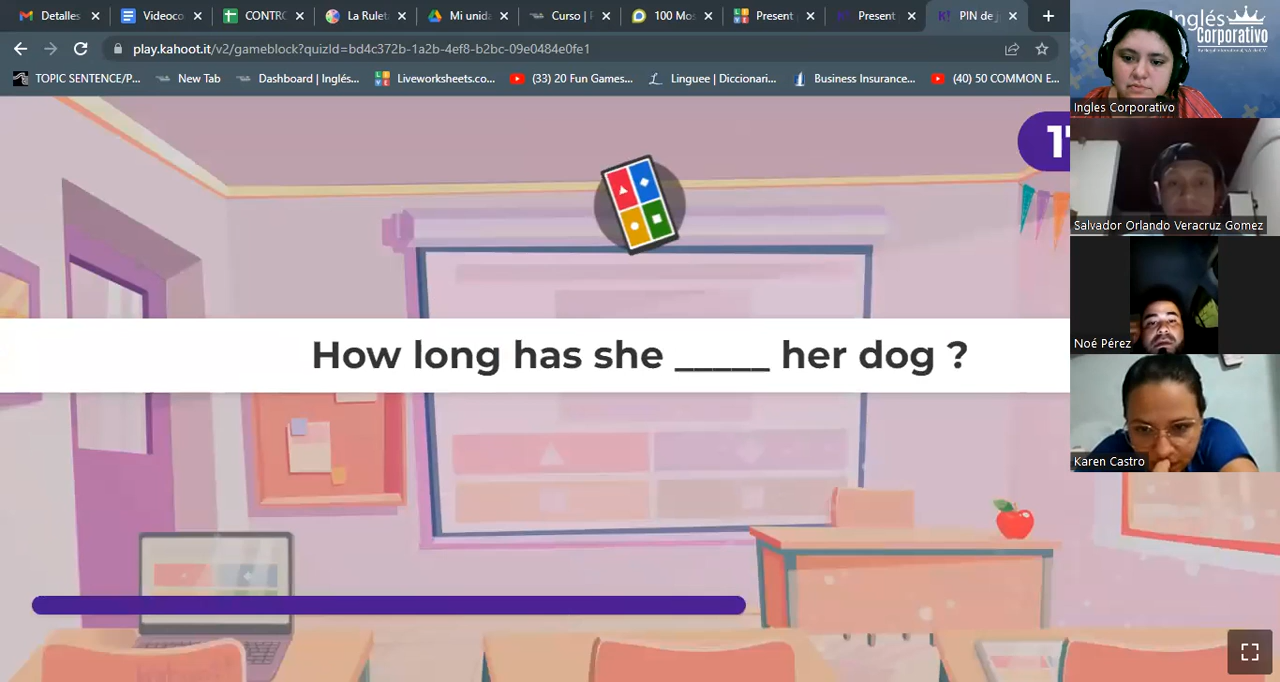 Detalles
Videoco
CONTRO
La Rulet
Mi unida
Curso |
100 Mos
Present
Present
PIN de j
play.kahoot.it/v2/gameblock?quizId=bd4c372b-1a2b-4ef8-b2bc-09e0484e0fe1
TOPIC SENTENCE/P...
New Tab
Dashboard | Inglés...
Liveworksheets.co...
(33) 20 Fun Games...
Linguee | Diccionari...
Business Insurance...
(40) 50 COMMON E...
How long has she _____ her dog ?
Inglés
Corporativo
Ingles Corporativo
Salvador Orlando Veracruz Gomez
Noé Pérez
Karen Castro